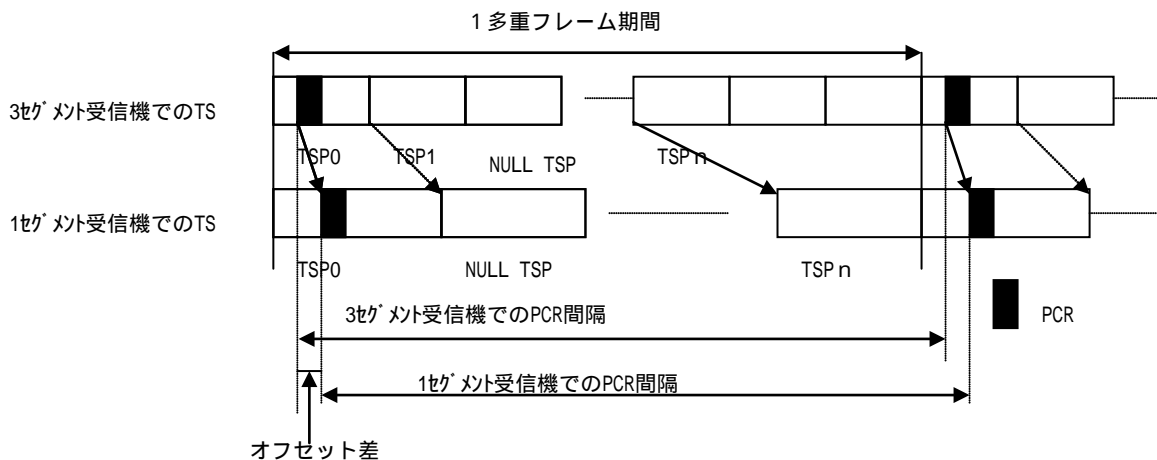 1多重フレーム期間
3ｾｸﾞﾒﾝﾄ受信機でのTS
TSP0 TSP1 NULL TSP TSPn
1ｾｸﾞﾒﾝﾄ受信機でのTS
TSP0 NULL TSP TSPn
3ｾｸﾞﾒﾝﾄ受信機でのPCR間隔 PCR
1ｾｸﾞﾒﾝﾄ受信機でのPCR間隔
オフセット差